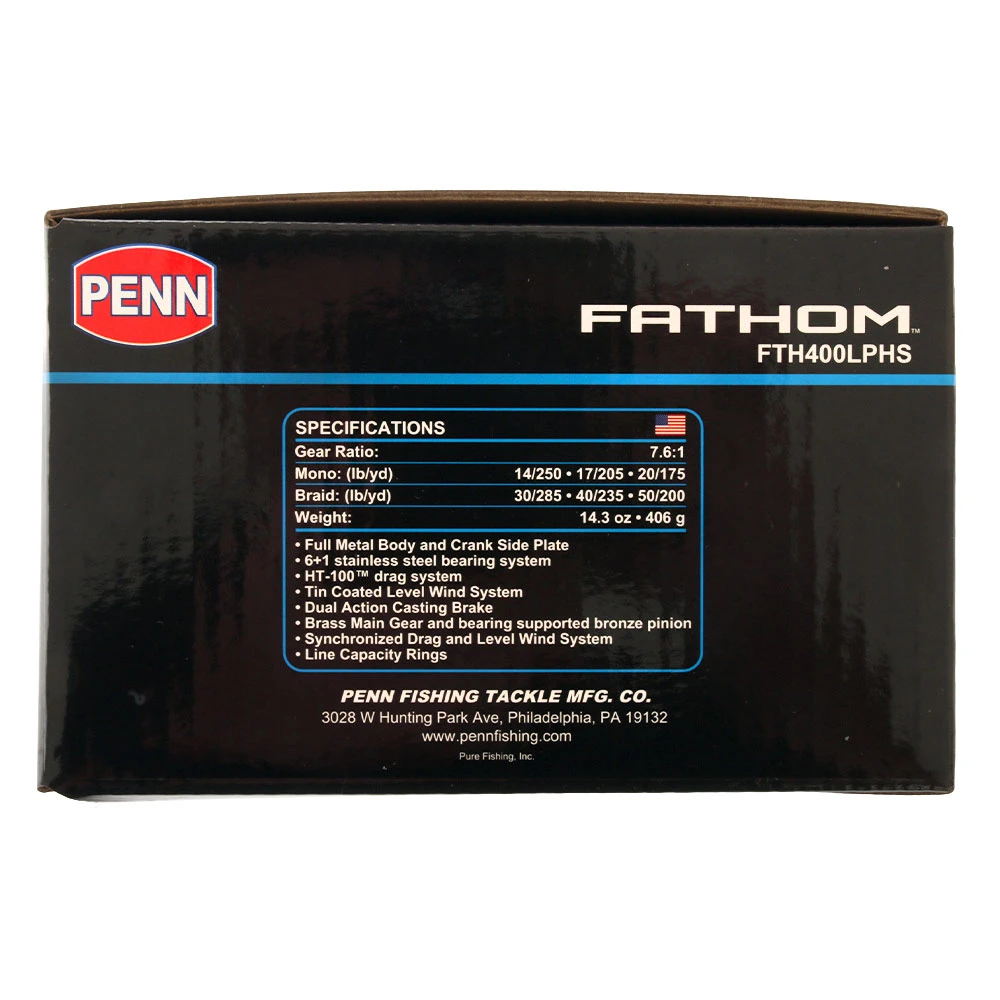 PENN
FATHOM™
FTH400LPHS
SPECIFICATIONS
Gear Ratio: 7.6:1
Mono: (lb/yd) 14/250 • 17/205 • 20/175
Braid: (lb/yd) 30/285 • 40/235 • 50/200
Weight: 14.3 oz • 406 g
• Full Metal Body and Crank Side Plate
• 6+1 stainless steel bearing system
• HT-100™ drag system
• Tin Coated Level Wind System
• Dual Action Casting Brake
• Brass Main Gear and bearing supported bronze pinion
• Synchronized Drag and Level Wind System
• Line Capacity Rings
PENN FISHING TACKLE MFG. CO.
3028 W Hunting Park Ave, Philadelphia, PA 19132
www.pennfishing.com
Pure Fishing, Inc.